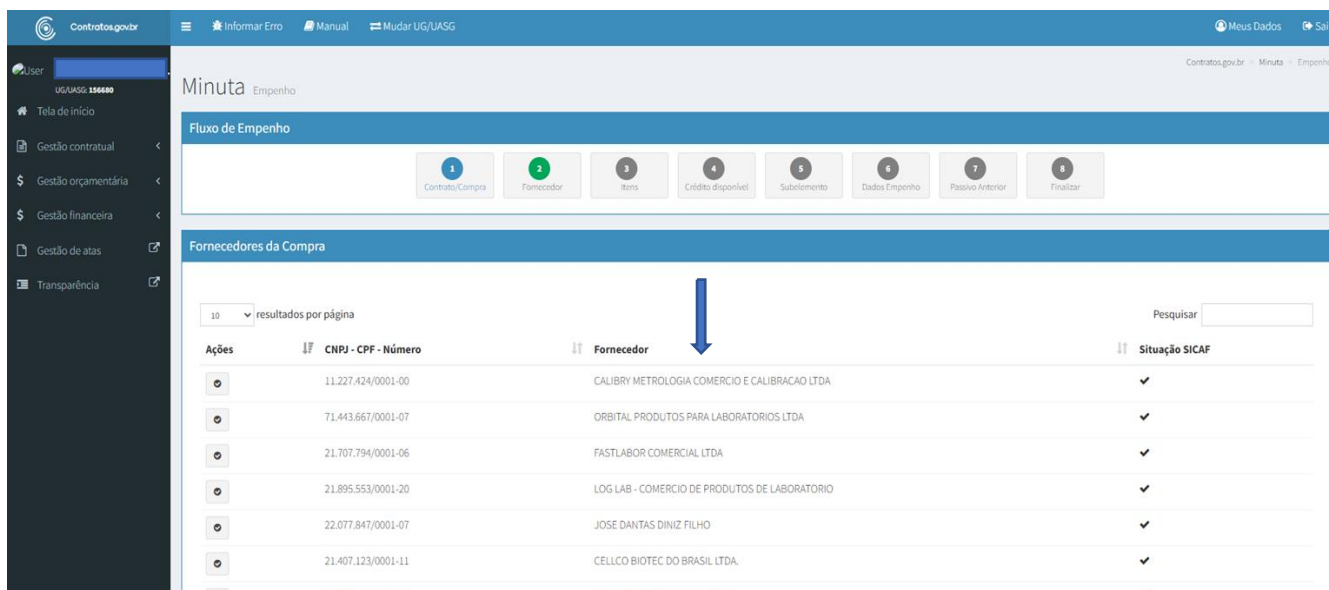 Contratos.gov.br
Informar Erro
Manual
Mudar UG/UASG
Meus Dados
Sai
User
UG/UASG: 156680
Tela de início
Gestão contratual
Gestão orçamentária
Gestão financeira
Gestão de atas
Transparência
Contratos.gov.br > Minuta > Empenho
Minuta Empenho
Fluxo de Empenho
1 2 3 4 5 6 7 8
Contrato/Compra Fornecedor Itens Crédito disponível Subelemento Dados Empenho Passivo Anterior Finalizar
Fornecedores da Compra
10 resultados por página Pesquisar
Ações CNPJ - CPF - Número Fornecedor Situação SICAF
11.227.424/0001-00 CALIBRY METROLOGIA COMERCIO E CALIBRACAO LTDA
71.443.667/0001-07 ORBITAL PRODUTOS PARA LABORATORIOS LTDA
21.707.794/0001-06 FASTLABOR COMERCIAL LTDA
21.895.553/0001-20 LOG LAB - COMERCIO DE PRODUTOS DE LABORATORIO
22.077.847/0001-07 JOSE DANTAS DINIZ FILHO
21.407.123/0001-11 CELLCO BIOTEC DO BRASIL LTDA.